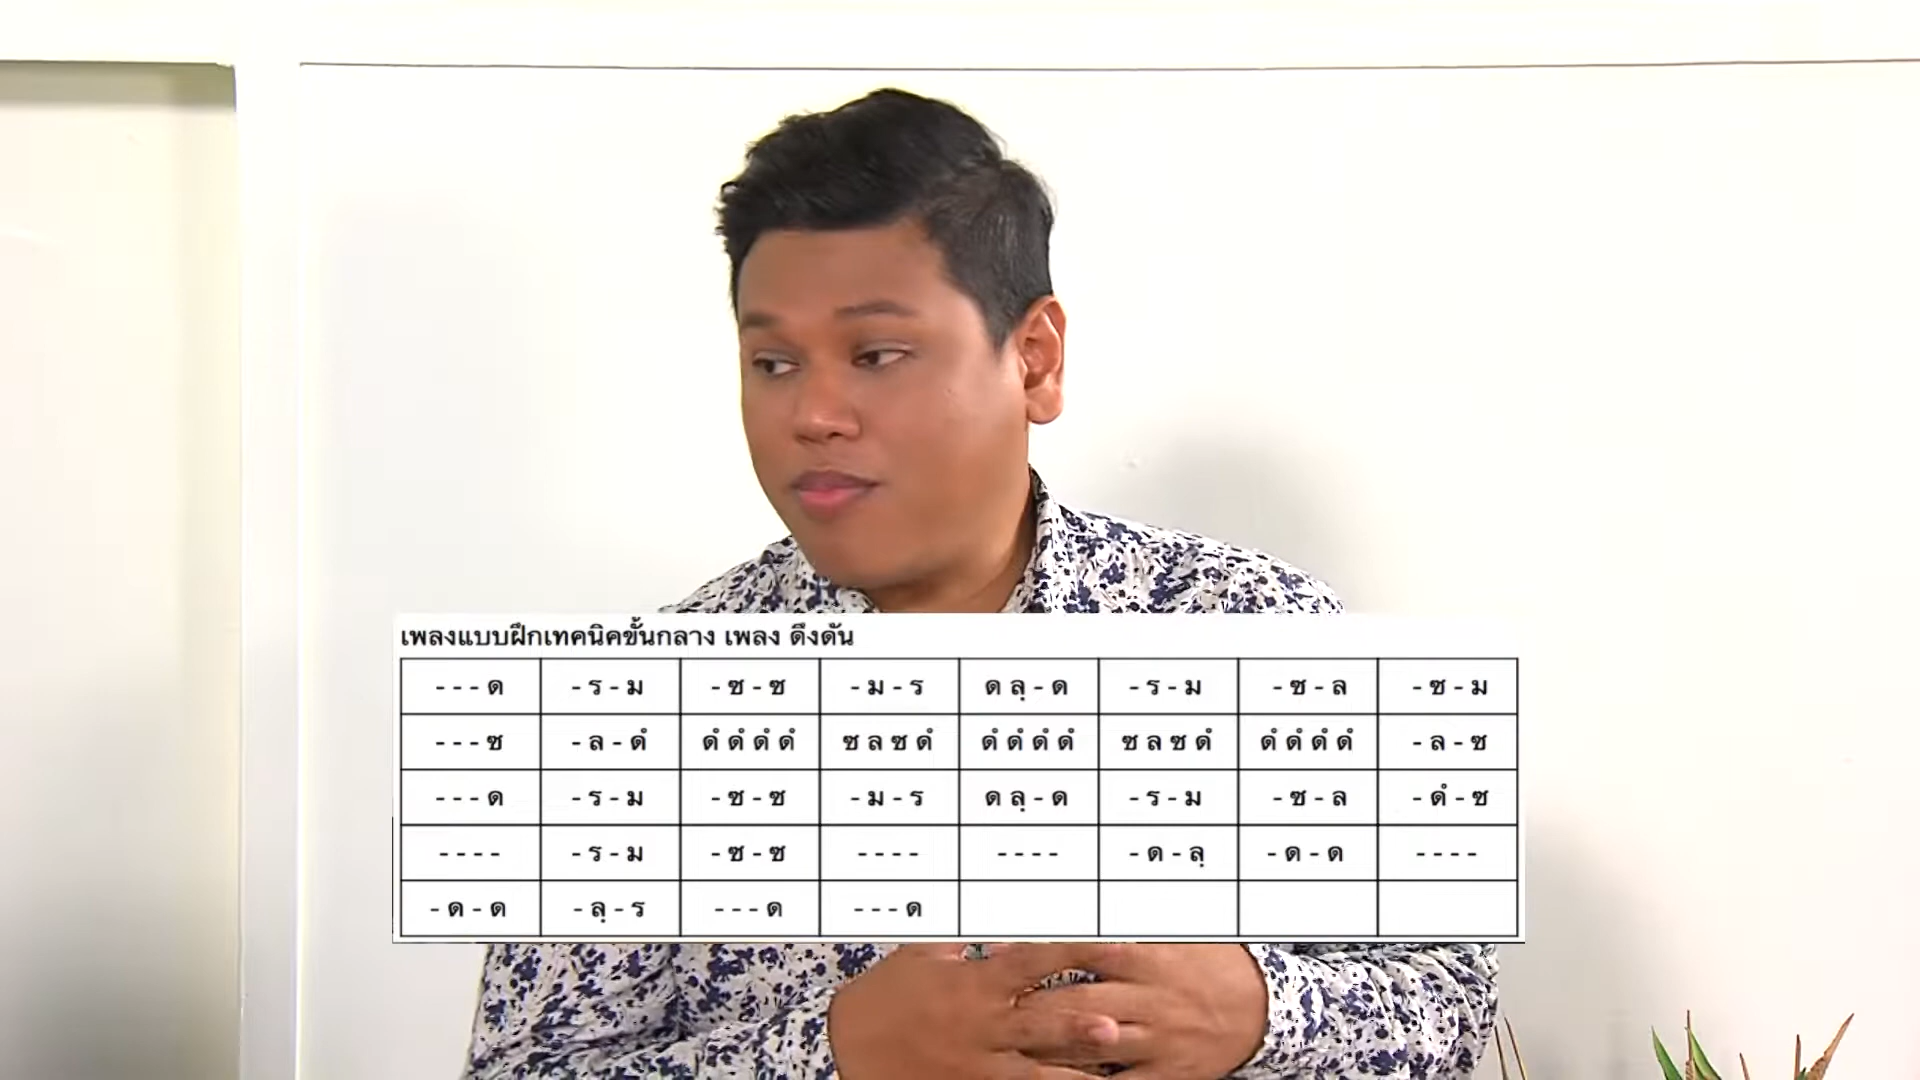 เพลงแบบฝึกเทคนิคขั้นกลาง เพลง ดึงดัน
- - - ด - ร - ม - ซ - ซ - ม - ร ด ลฺ - ด - ร - ม - ซ - ล - ซ - ม
- - - ซ - ล - ดํ ดํ ดํ ดํ ดํ ซ ล ซ ดํ ดํ ดํ ดํ ดํ ซ ล ซ ดํ ดํ ดํ ดํ ดํ - ล - ซ
- - - ด - ร - ม - ซ - ซ - ม - ร ด ลฺ - ด - ร - ม - ซ - ล - ดํ - ซ
- - - - - ร - ม - ซ - ซ - - - - - - - - - ด - ลฺ - ด - ด - - - -
- ด - ด - ลฺ - ร - - - ด - - - ด